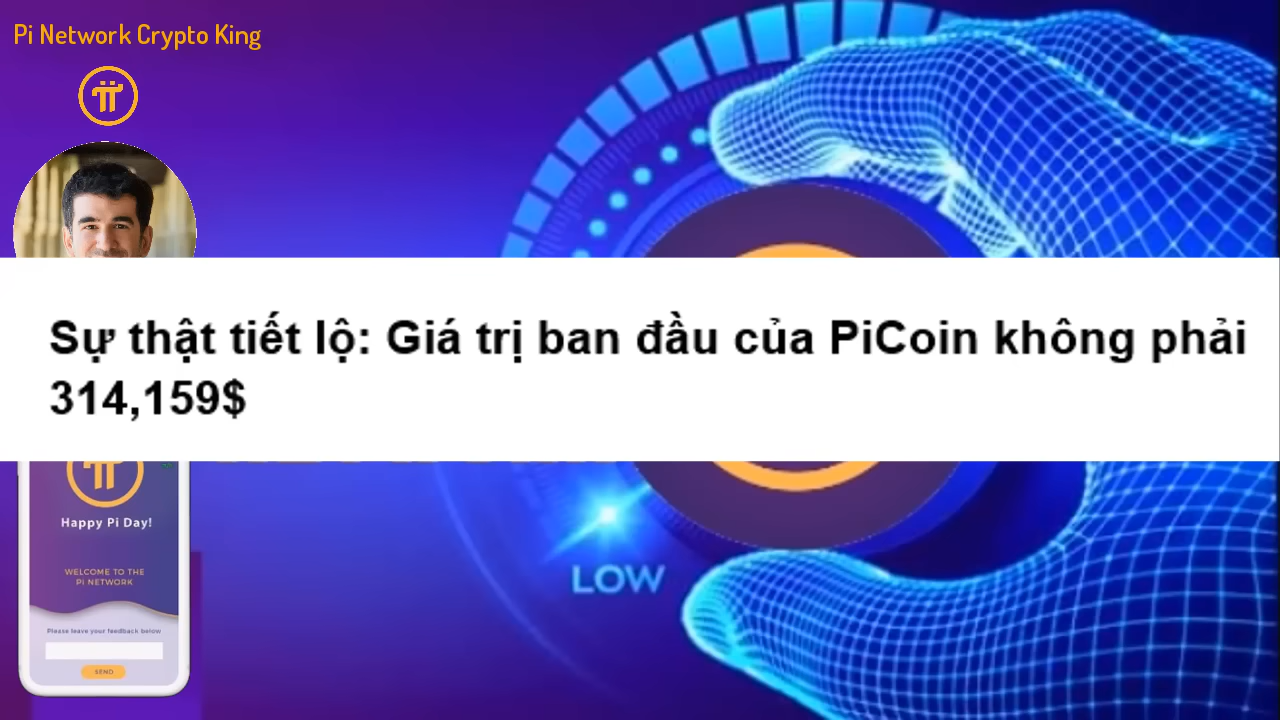 Pi Network Crypto King
Sự thật tiết lộ: Giá trị ban đầu của PiCoin không phải
314,159$
Happy Pi Day!
WELCOME TO THE
Pi NETWORK
Please leave your feedback below
SEND
LOW